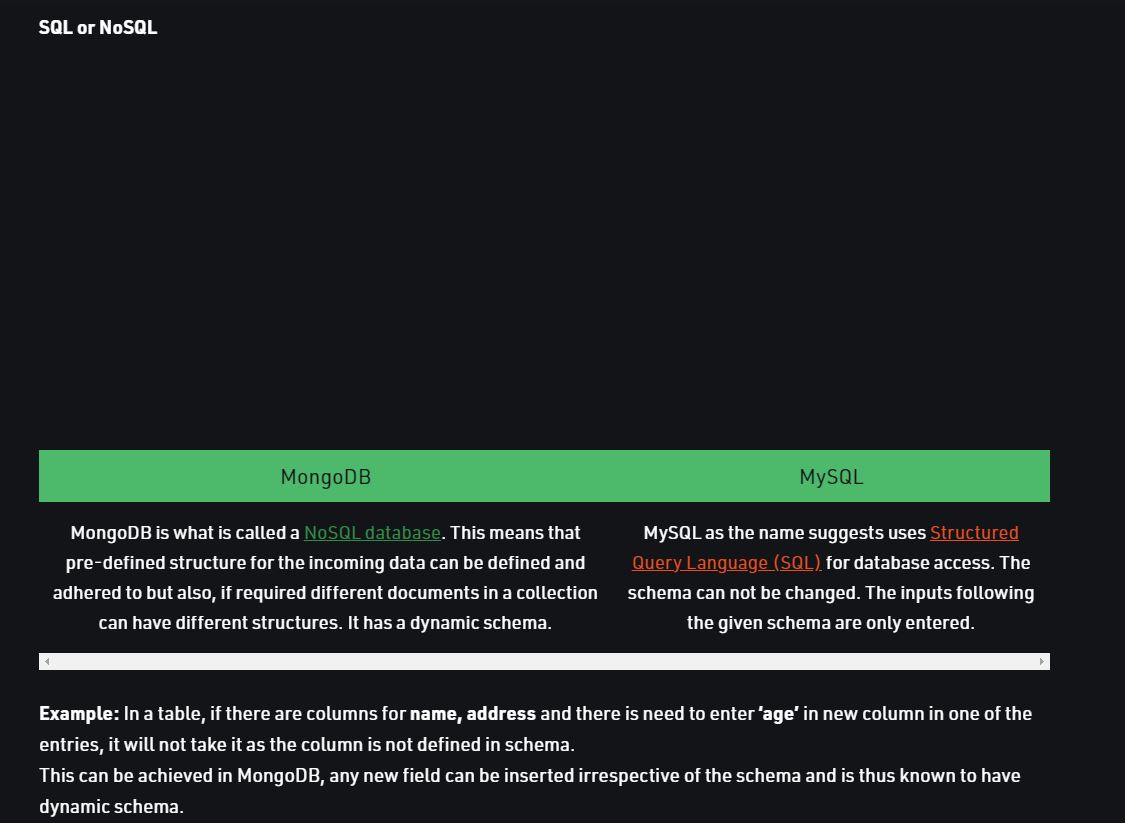 SQL or NoSQL
MongoDB
MySQL
MongoDB is what is called a NoSQL database. This means that
pre-defined structure for the incoming data can be defined and
adhered to but also, if required different documents in a collection
can have different structures. It has a dynamic schema.
MySQL as the name suggests uses Structured
Query Language (SQL) for database access. The
schema can not be changed. The inputs following
the given schema are only entered.
Example: In a table, if there are columns for name, address and there is need to enter ‘age’ in new column in one of the
entries, it will not take it as the column is not defined in schema.
This can be achieved in MongoDB, any new field can be inserted irrespective of the schema and is thus known to have
dynamic schema.